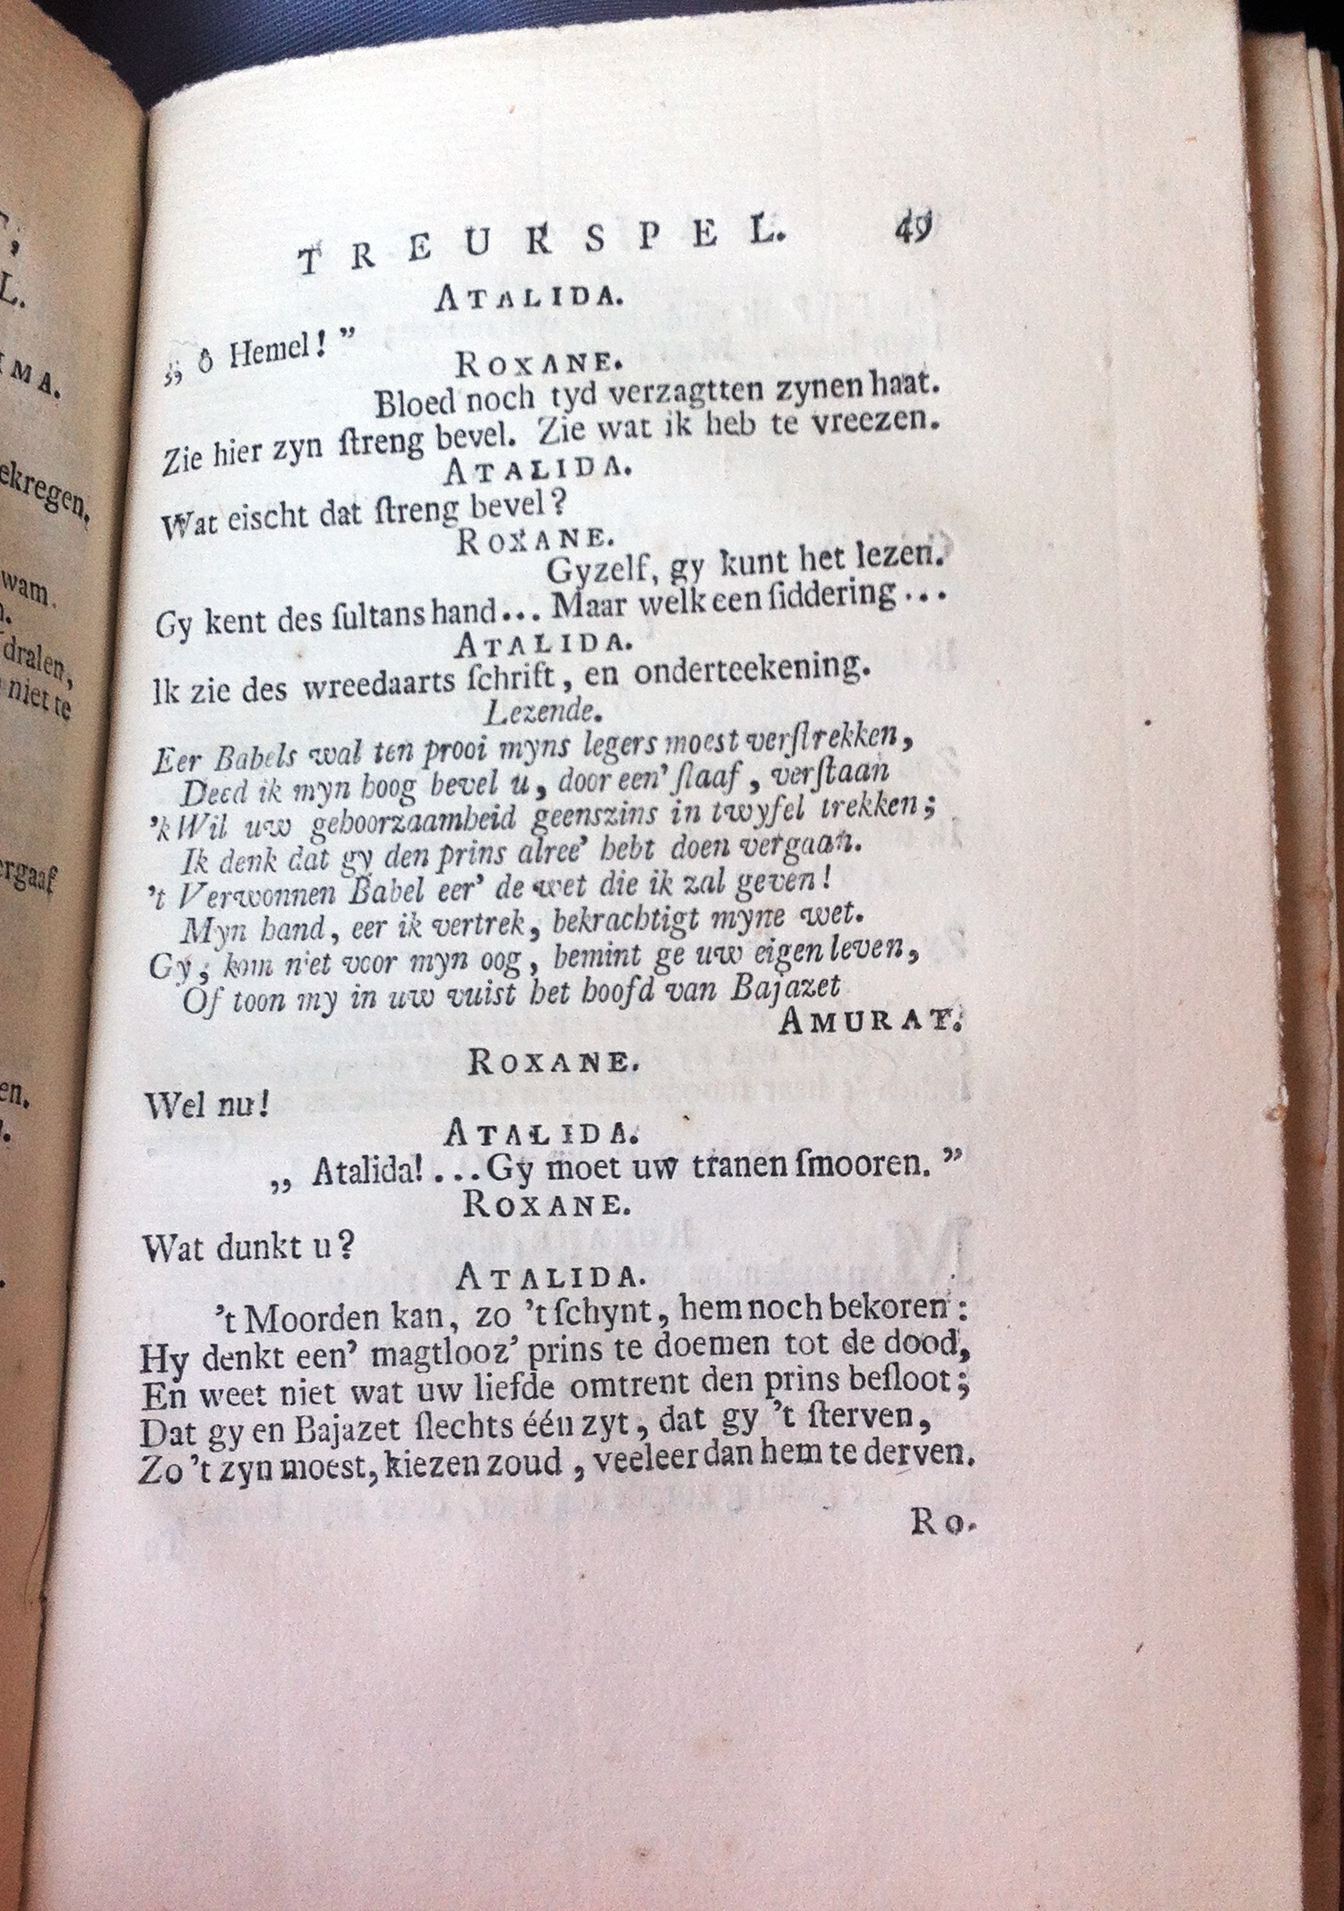 TREURSPEL. 49
ATALIDA.
„ ô Hemel! ”
ROXANE.
Bloed noch tyd verzagtten zynen haat.
Zie hier zyn ſtreng bevel. Zie wat ik heb te vreezen.
ATALIDA.
Wat eischt dat ſtreng bevel?
ROXANE.
Gyzelf, gy kunt het lezen.
Gy kent des ſultans hand... Maar welk een ſiddering...
ATALIDA.
Ik zie des wreedaarts ſchrift, en onderteekening.
Lezende.
Eer Babels wal ten prooi myns legers moest verſtrekken,
Deed ik myn hoog bevel u, door een' ſlaaf, verſtaan
'k Wil uw gehoorzaamheid geenszins in twyfel trekken;
Ik denk dat gy den prins alree' hebt doen vergaan.
't Verwonnen Babel eer' de wet die ik zal geven!
Myn hand, eer ik vertrek, bekrachtigt myne wet.
Gy, kom niet voor myn oog, bemint ge uw eigen leven,
Of toon my in uw vuist het hoofd van Bajazet
AMURAT.
ROXANE.
Wel nu!
ATALIDA.
„ Atalida!...Gy moet uw tranen ſmooren. ”
ROXANE.
Wat dunkt u?
ATALIDA.
't Moorden kan, zo 't ſchynt, hem noch bekoren:
Hy denkt een' magtlooz' prins te doemen tot de dood,
En weet niet wat uw liefde omtrent den prins beſloot;
Dat gy en Bajazet ſlechts één zyt, dat gy 't ſterven,
Zo 't zyn moest, kiezen zoud, veeleer dan hem te derven.
Ro.
L.
IMA.
ekregen.
wam.
dralen,
niet te
ergaaf
en.